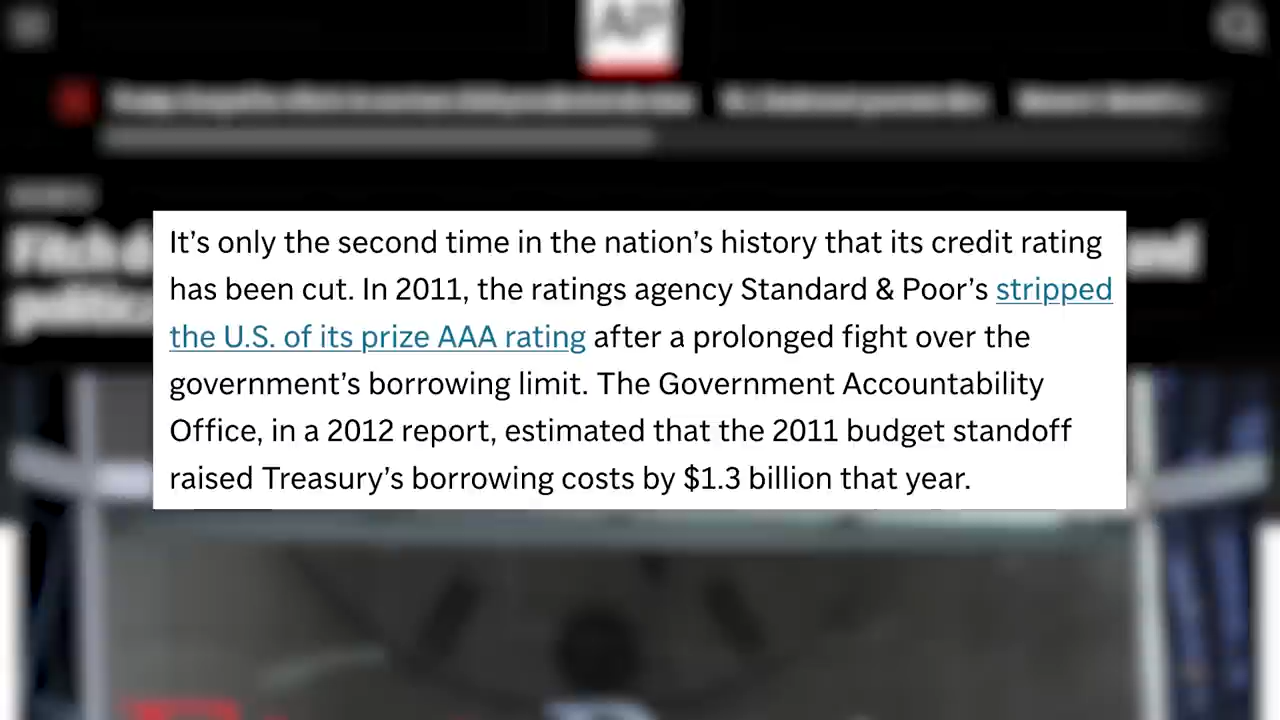 AP
It’s only the second time in the nation’s history that its credit rating
has been cut. In 2011, the ratings agency Standard & Poor’s stripped
the U.S. of its prize AAA rating after a prolonged fight over the
government’s borrowing limit. The Government Accountability
Office, in a 2012 report, estimated that the 2011 budget standoff
raised Treasury’s borrowing costs by $1.3 billion that year.